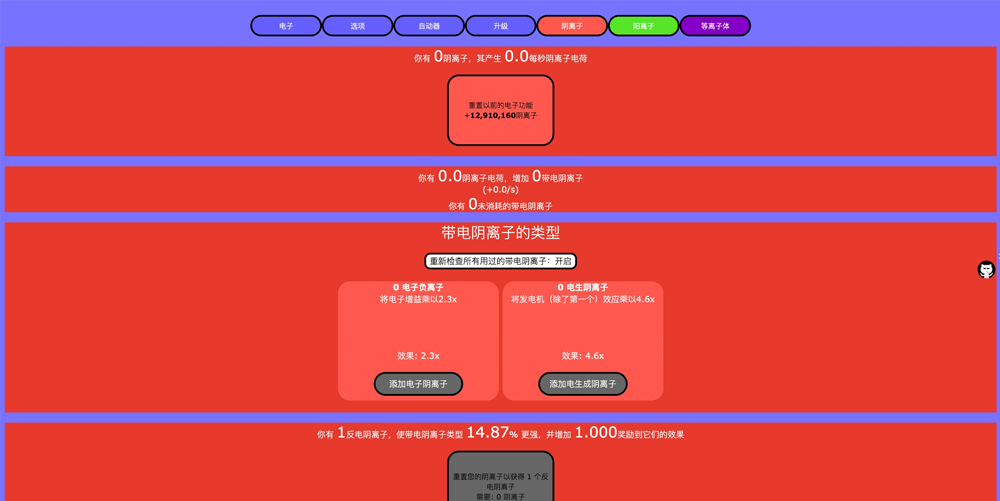 电子 选项 自动器 升级 阴离子 阳离子 等离子体
你有 0阴离子，其产生 0.0每秒阴离子电荷
重置以前的电子功能
+12,910,160阴离子
你有 0.0阴离子电荷，增加 0带电阴离子
(+0.0/s)
你有 0未消耗的带电阴离子
带电阴离子的类型
重新检查所有用过的带电阴离子：开启
0 电子负离子 0 电生阴离子
将电子增益乘以2.3x 将发电机（除了第一个）效应乘以4.6x
效果: 2.3x 效果: 4.6x
添加电子阴离子 添加电生成阴离子
你有 1反电阴离子，使带电阴离子类型 14.87% 更强，并增加 1.000奖励到它们的效果
重置您的阴离子以获得 1 个反
电阴离子
需要: 0 阴离子